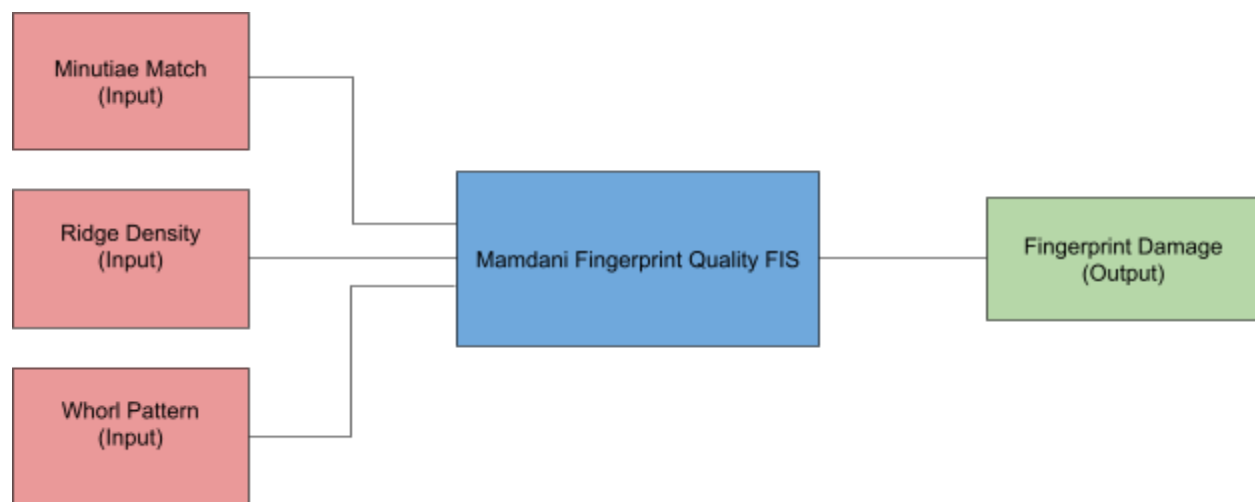 Minutiae Match
(Input)
Ridge Density
(Input)
Whorl Pattern
(Input)
Mamdani Fingerprint Quality FIS
Fingerprint Damage
(Output)